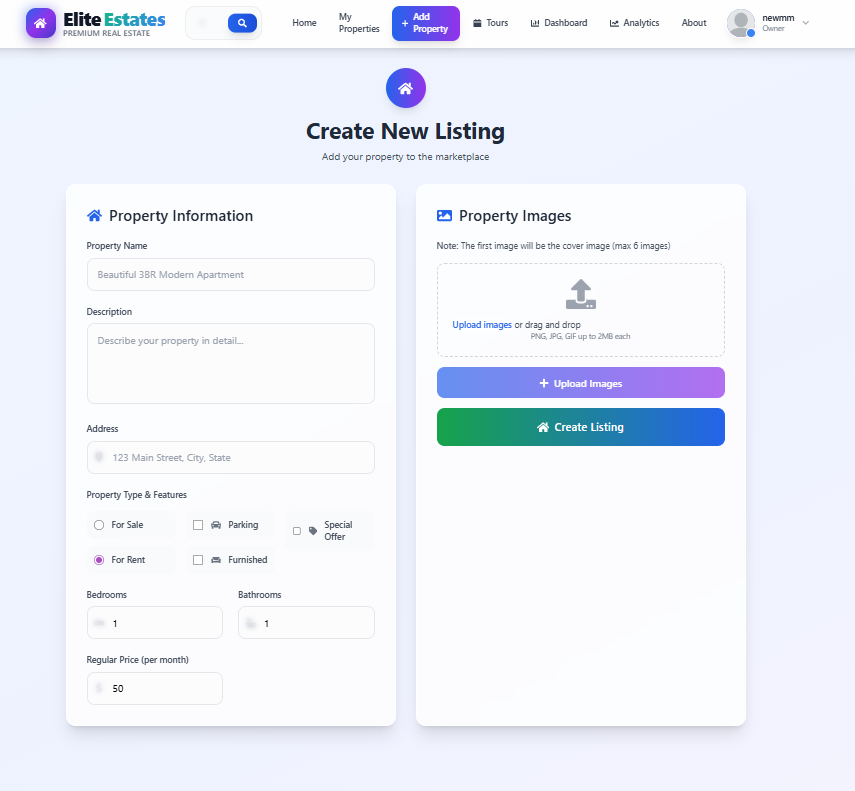 Elite Estates
PREMIUM REAL ESTATE
Home
My
Properties
Add
Property
Tours
Dashboard
Analytics
About
newmm
Owner
Create New Listing
Add your property to the marketplace
Property Information
Property Name
Beautiful 3BR Modern Apartment
Description
Describe your property in detail...
Address
123 Main Street, City, State
Property Type & Features
For Sale
Parking
Special
Offer
For Rent
Furnished
Bedrooms
Bathrooms
1
1
Regular Price (per month)
50
Property Images
Note: The first image will be the cover image (max 6 images)
Upload images or drag and drop
PNG, JPG, GIF up to 2MB each
Upload Images
Create Listing